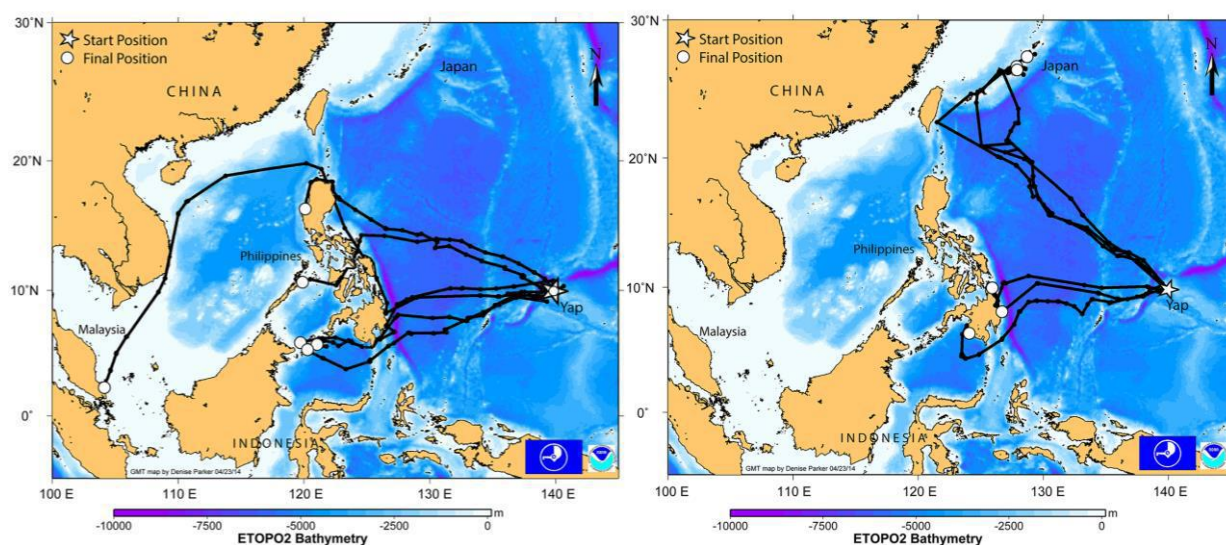 30°N
Start Position
Final Position
N
Japan
CHINA
20°N
Philippines
10°N
Yap
Malaysia
0°
INDONESIA
GMT map by Denise Parker 04/23/14
100 E
110 E
120 E
130 E
140 E
m
-10000
-7500
-5000
-2500
0
ETOPO2 Bathymetry
30°N
Start Position
Final Position
N
Japan
CHINA
20°N
Philippines
10°N
Yap
Malaysia
0°
INDONESIA
GMT map by Denise Parker 04/23/14
100 E
110 E
120 E
130 E
140 E
m
-10000
-7500
-5000
-2500
0
ETOPO2 Bathymetry